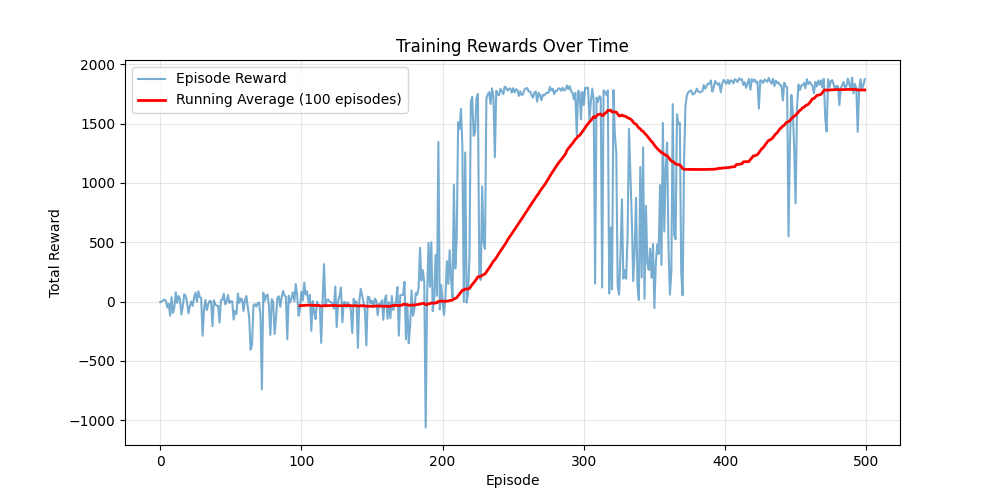 Training Rewards Over Time
Episode Reward
Running Average (100 episodes)
2000
1500
1000
500
0
−500
−1000
Total Reward
0 100 200 300 400 500
Episode